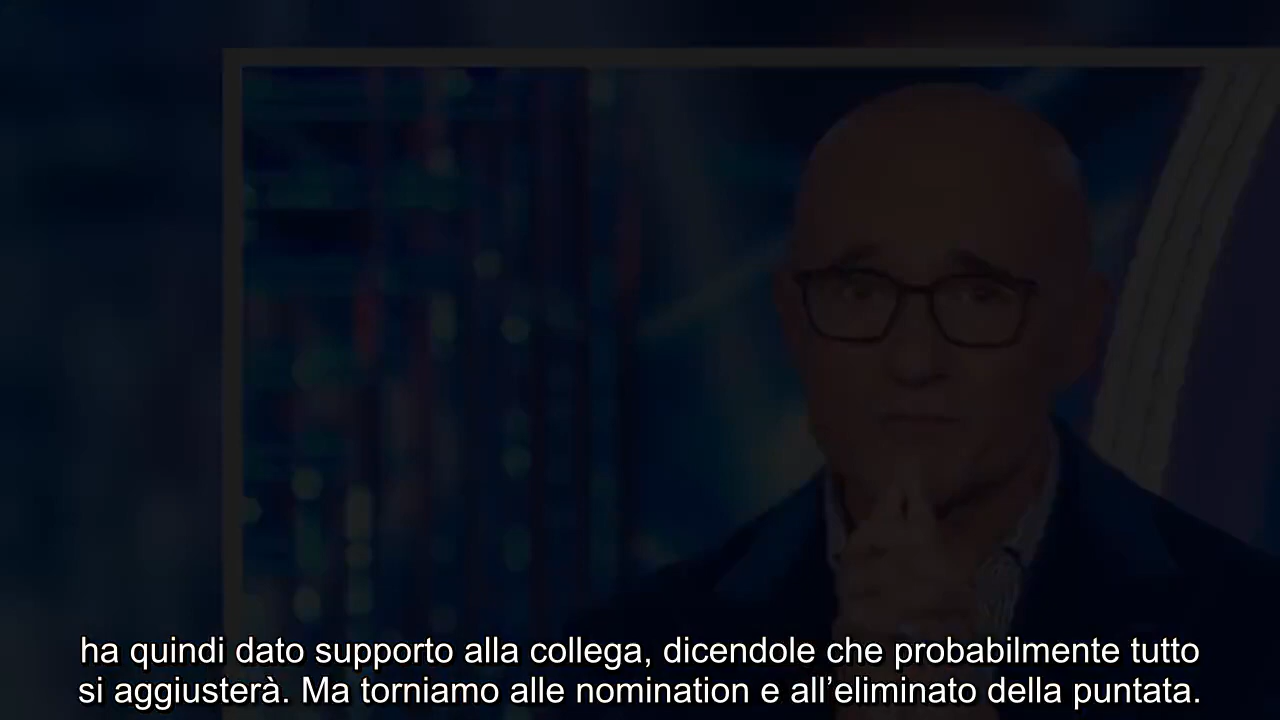 ha quindi dato supporto alla collega, dicendole che probabilmente tutto
si aggiusterà. Ma torniamo alle nomination e all’eliminato della puntata.